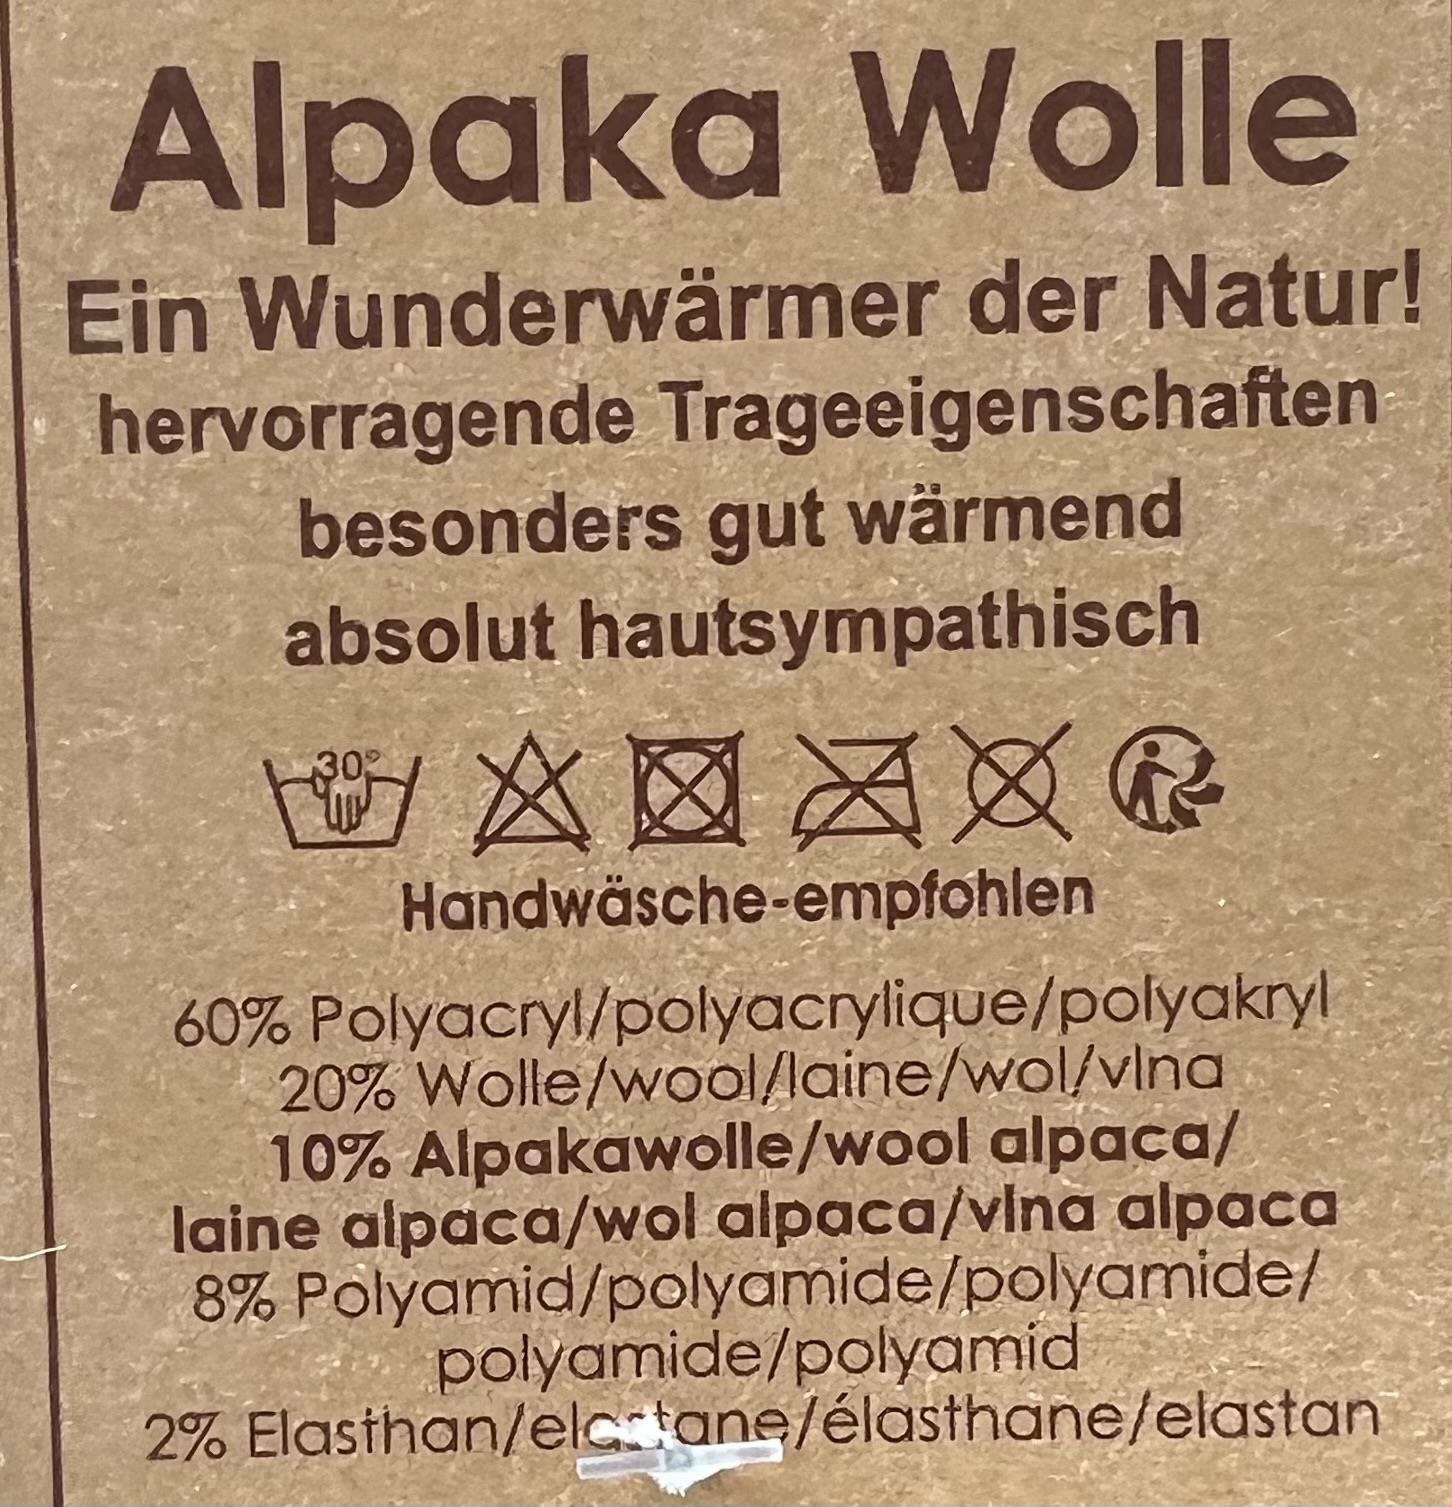 Alpaka Wolle
Ein Wunderwärmer der Natur!
hervorragende Trageeigenschaften
besonders gut wärmend
absolut hautsympathisch
30°
Handwäsche-empfohlen
60% Polyacryl/polyacrylique/polyakryl
20% Wolle/wool/laine/wol/vlna
10% Alpakawolle/wool alpaca/
laine alpaca/wol alpaca/vlna alpaca
8% Polyamid/polyamide/polyamide/
polyamide/polyamid
2% Elasthan/elastane/élasthane/elastan